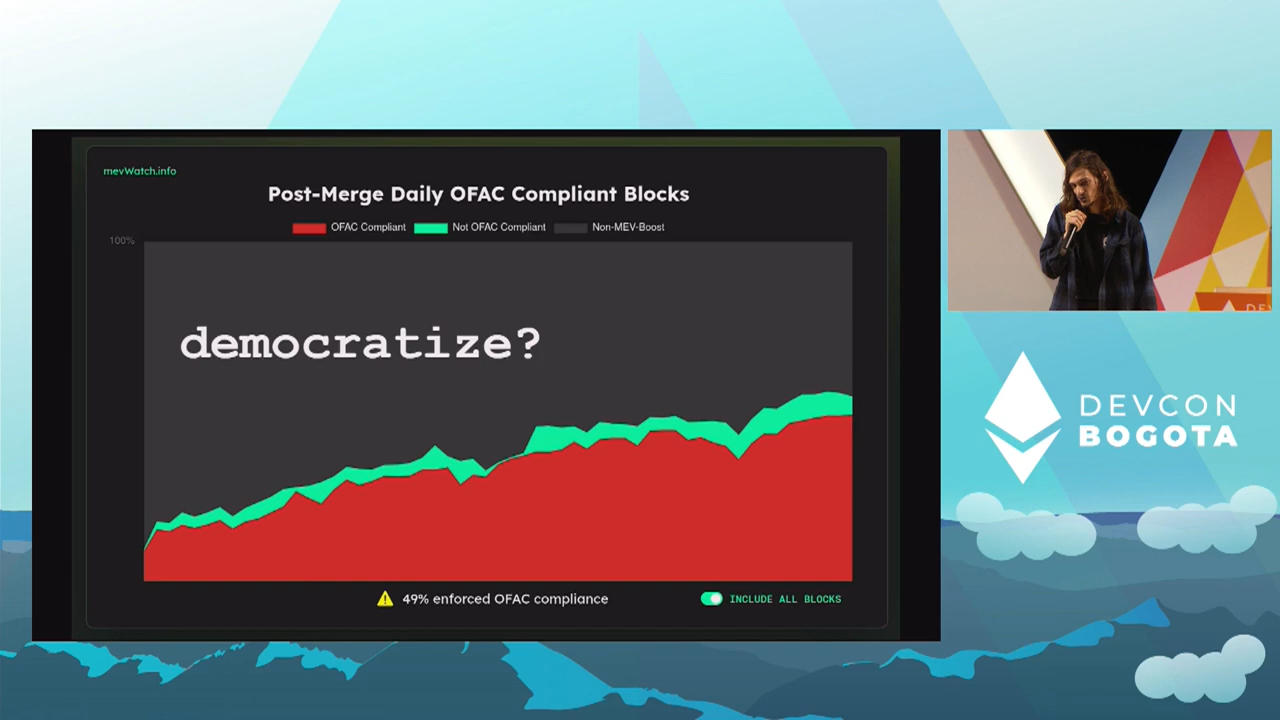 mevWatch.info
Post-Merge Daily OFAC Compliant Blocks
OFAC Compliant Not OFAC Compliant Non-MEV-Boost
100%
democratize?
49% enforced OFAC compliance
INCLUDE ALL BLOCKS
DEVCON
BOGOTA